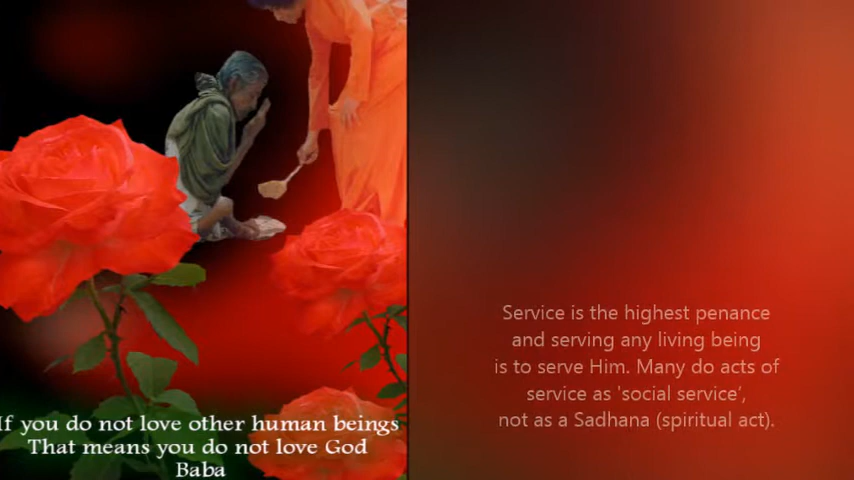 If you do not love other human beings
That means you do not love God
Baba
Service is the highest penance
and serving any living being
is to serve Him. Many do acts of
service as 'social service’,
not as a Sadhana (spiritual act).